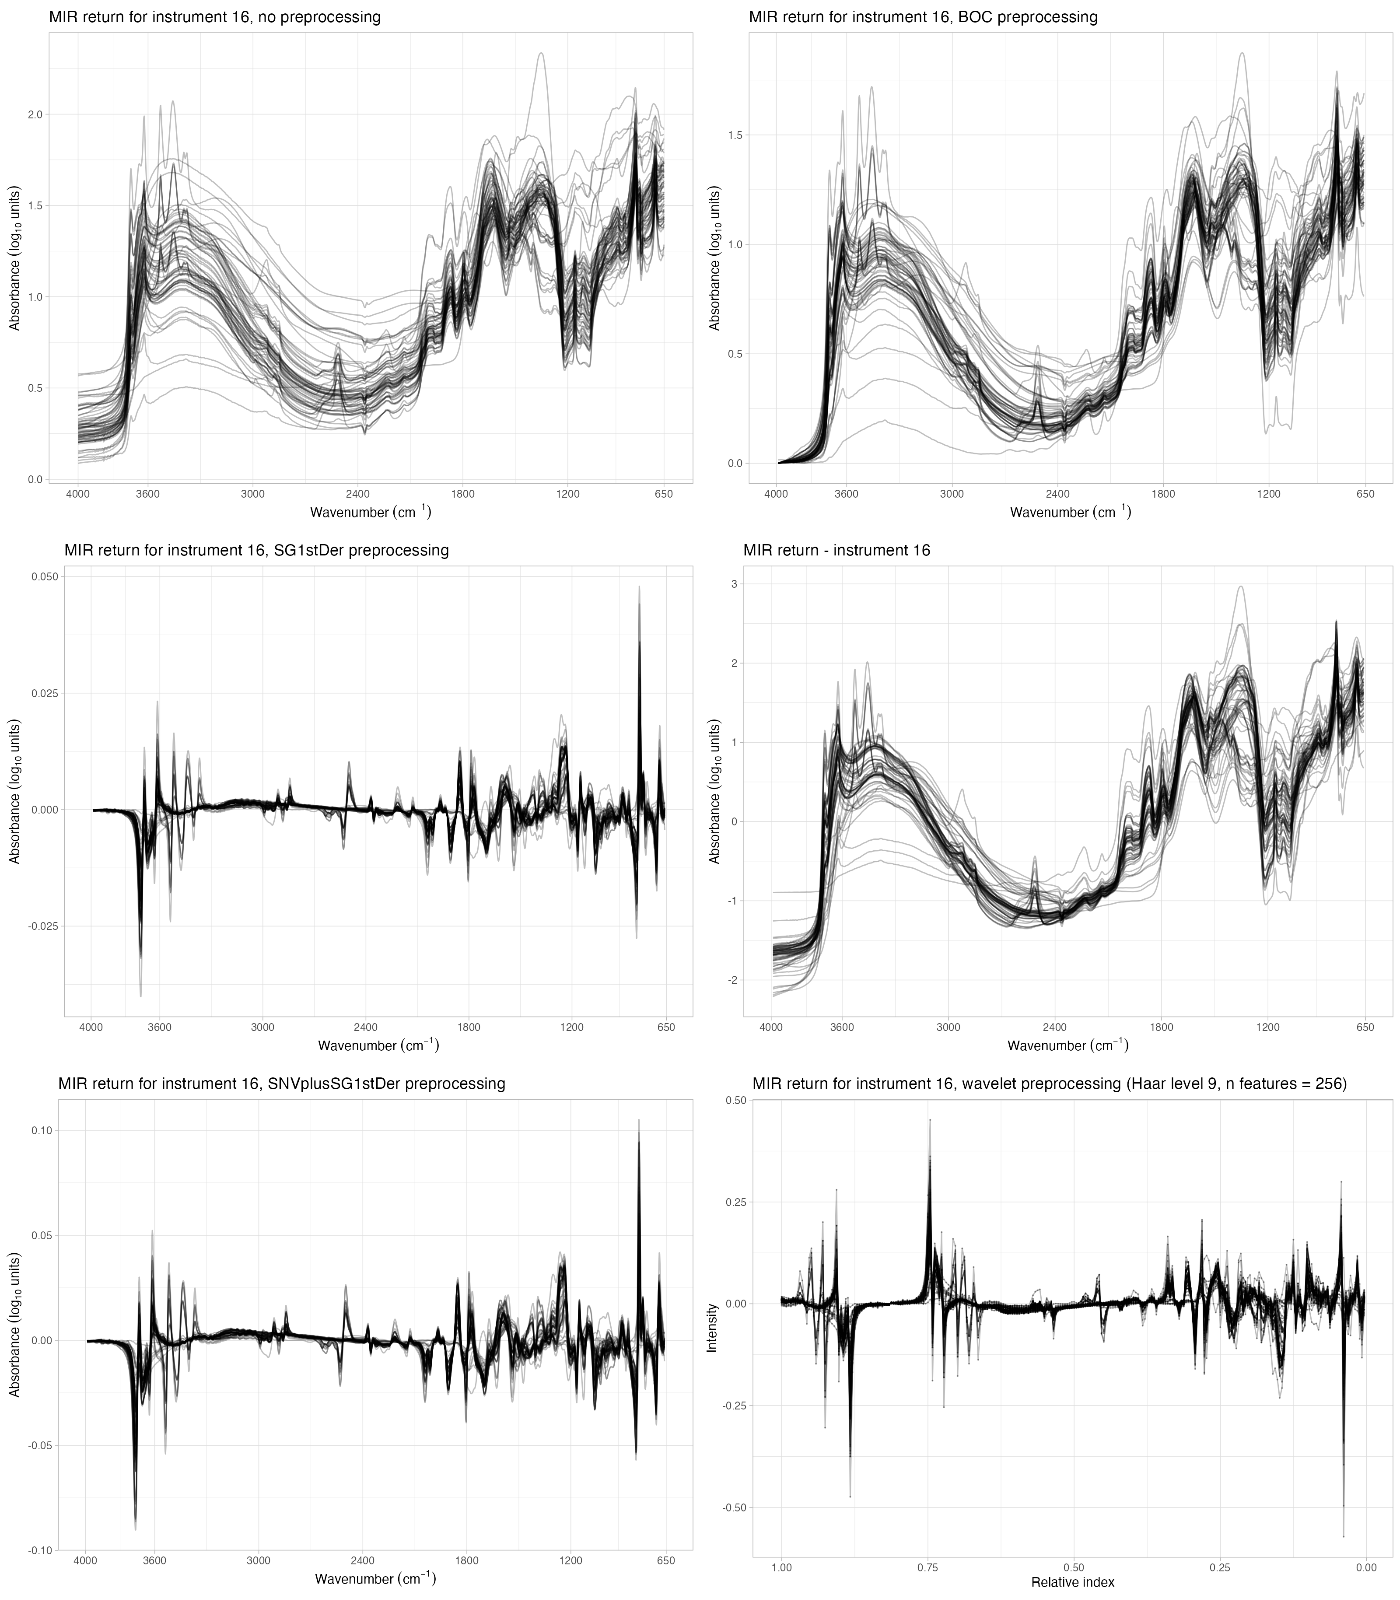 MIR return for instrument 16, no preprocessing
Absorbance (log10 units)
2.0
1.5
1.0
0.5
0.0
4000 3600 3000 2400 1800 1200 650
Wavenumber (cm −1)
MIR return for instrument 16, BOC preprocessing
Absorbance (log10 units)
1.5
1.0
0.5
0.0
4000 3600 3000 2400 1800 1200 650
Wavenumber (cm −1)
MIR return for instrument 16, SG1stDer preprocessing
Absorbance (log10 units)
0.050
0.025
0.000
-0.025
4000 3600 3000 2400 1800 1200 650
Wavenumber (cm−1)
MIR return - instrument 16
Absorbance (log10 units)
3
2
1
0
-1
-2
4000 3600 3000 2400 1800 1200 650
Wavenumber (cm−1)
MIR return for instrument 16, SNVplusSG1stDer preprocessing
Absorbance (log10 units)
0.10
0.05
0.00
-0.05
-0.10
4000 3600 3000 2400 1800 1200 650
Wavenumber (cm−1)
MIR return for instrument 16, wavelet preprocessing (Haar level 9, n features = 256)
Intensity
0.50
0.25
0.00
-0.25
-0.50
1.00 0.75 0.50 0.25 0.00
Relative index